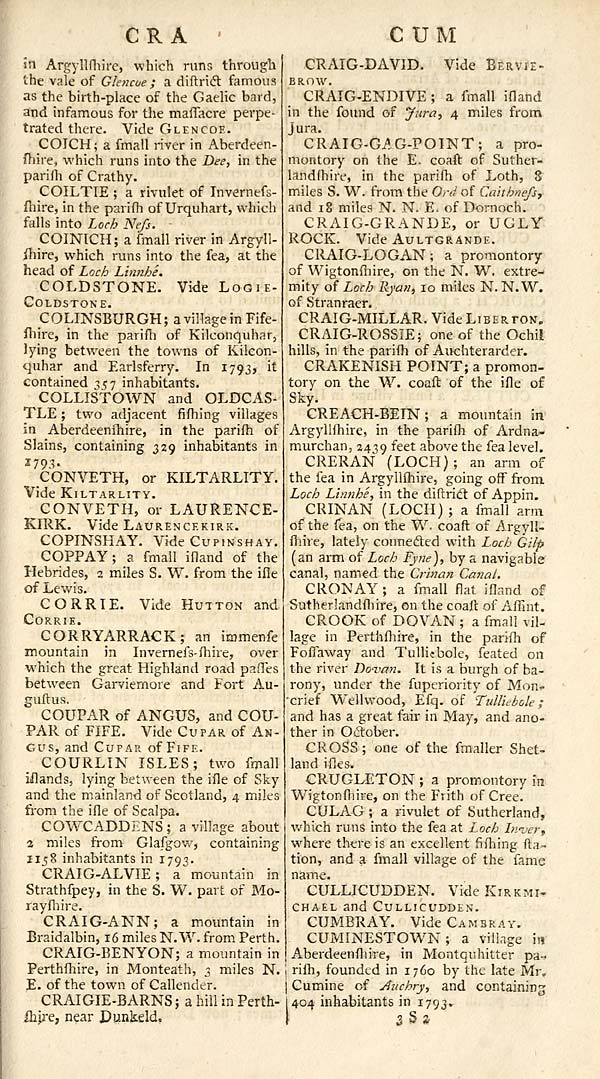 CRA
in Argyllſhire, which runs through
the vale of Glencoe; a diſtrict famous
as the birth-place of the Gaelic bard,
and infamous for the maſſacre perpe-
trated there. Vide GLENCOE.
COICH; a ſmall river in Aberdeen-
ſhire, which runs into the Dee, in the
pariſh of Crathy.
COILTIE; a rivulet of Inverneſs-
ſhire, in the pariſh of Urquhart, which
falls into Loch Neſs.
COINICH; a ſmall river in Argyll-
ſhire, which runs into the ſea, at the
head of Loch Linnhé.
COLDSTONE. Vide LOGIE-
COLDSTONE.
COLINSBURGH; a village in Fife-
ſhire, in the pariſh of Kilconquhar,
lying between the towns of Kilcon-
quhar and Earlsferry. In 1793, it
contained 357 inhabitants.
COLLISTOWN and OLDCAS-
TLE; two adjacent fiſhing villages
in Aberdeenſhire, in the pariſh of
Slains, containing 329 inhabitants in
1793.
CONVETH, or KILTARLITY.
Vide KILTARLITY.
CONVETH, or LAURENCE-
KIRK. Vide LAURENCEKIRK.
COPINSHAY. Vide CUPINSHAY.
COPPAY; a ſmall iſland of the
Hebrides, 2 miles S. W. from the iſle
of Lewis.
CORRIE. Vide HUTTON and
CORRIE.
CORRYARRACK; an immenſe
mountain in Inverneſs-ſhire, over
which the great Highland road paſſes
between Garviemore and Fort Au-
guſtus.
COUPAR of ANGUS, and COU-
PAR of FIFE. Vide CUPAR of AN-
GUS, and CUPAR of FIFE.
COURLIN ISLES; two ſmall
iſlands, lying between the iſle of Sky
and the mainland of Scotland, 4 miles
from the iſle of Scalpa.
COWCADDENS; a village about
2 miles from Glaſgow, containing
1158 inhabitants in 1793.
CRAIG-ALVIE; a mountain in
Strathſpey, in the S. W. part of Mo-
rayſhire.
CRAIG-ANN; a mountain in
Braidalbin, 16 miles N.W. from Perth.
CRAIG-BENYON; a mountain in
Perthſhire, in Monteath, 3 miles N.
E. of the town of Callender.
CRAIGIE-BARNS; a hill in Perth-
ſhire, near Dunkeld.
CUM
CRAIG-DAVID. Vide BERVIE-
BROW.
CRAIG-ENDIVE; a ſmall iſland
in the ſound of Jura, 4 miles from
Jura.
CRAIG-GAG-POINT; a pro-
montory on the E. coaſt of Suther-
landſhire, in the pariſh of Loth, 8
miles S. W. from the Ord of Caithneſs,
and 18 miles N. N. E. of Dornoch.
CRAIG-GRANDE, or UGLY
ROCK. Vide AULTGRANDE.
CRAIG-LOGAN; a promontory
of Wigtonſhire, on the N. W. extre-
mity of Loch Ryan, 10 miles N.N.W.
of Stranraer.
CRAIG-MILLAR. Vide LIBERTON.
CRAIG-ROSSIE; one of the Ochil
hills, in the pariſh of Auchterarder.
CRAKENISH POINT; a promon-
tory on the W. coaſt of the iſle of
Sky.
CREACH-BEIN; a mountain in
Argyllſhire, in the pariſh of Ardna-
murchan, 2439 feet above the ſea level.
CRERAN (LOCH); an arm of
the ſea in Argyllſhire, going off from
Loch Linnhé, in the diſtrict of Appin.
CRINAN (LOCH); a ſmall arm
of the ſea, on the W. coaſt of Argyll-
ſhire, lately connected with Loch Gilp
(an arm of Loch Fyne), by a navigable
canal, named the Crinan Canal.
CRONAY; a ſmall flat iſland of
Sutherlandſhire, on the coaſt of Aſſint.
CROOK of DOVAN; a ſmall vil-
lage in Perthſhire, in the pariſh of
Foſſaway and Tulliebole, ſeated on
the river Dovan. It is a burgh of ba-
rony, under the ſuperiority of Mon-
crief Wellwood, Eſq. of Tulliebole;
and has a great fair in May, and ano-
ther in October.
CROSS; one of the ſmaller Shet-
land iſles.
CRUGLETON; a promontory in
Wigtonſhire, on the Frith of Cree.
CULAG; a rivulet of Sutherland,
which runs into the ſea at Loch Inver,
where there is an excellent fiſhing ſta-
tion, and a ſmall village of the ſame
name.
CULLICUDDEN. Vide KIRKMI-
CHAEL and CULLICUDDEN.
CUMBRAY. Vide CAMBRAY.
CUMINESTOWN; a village in
Aberdeenſhire, in Montquhitter pa-
riſh, founded in 1760 by the late Mr.
Cumine of Auchry, and containing
404 inhabitants in 1793.
3 S 2